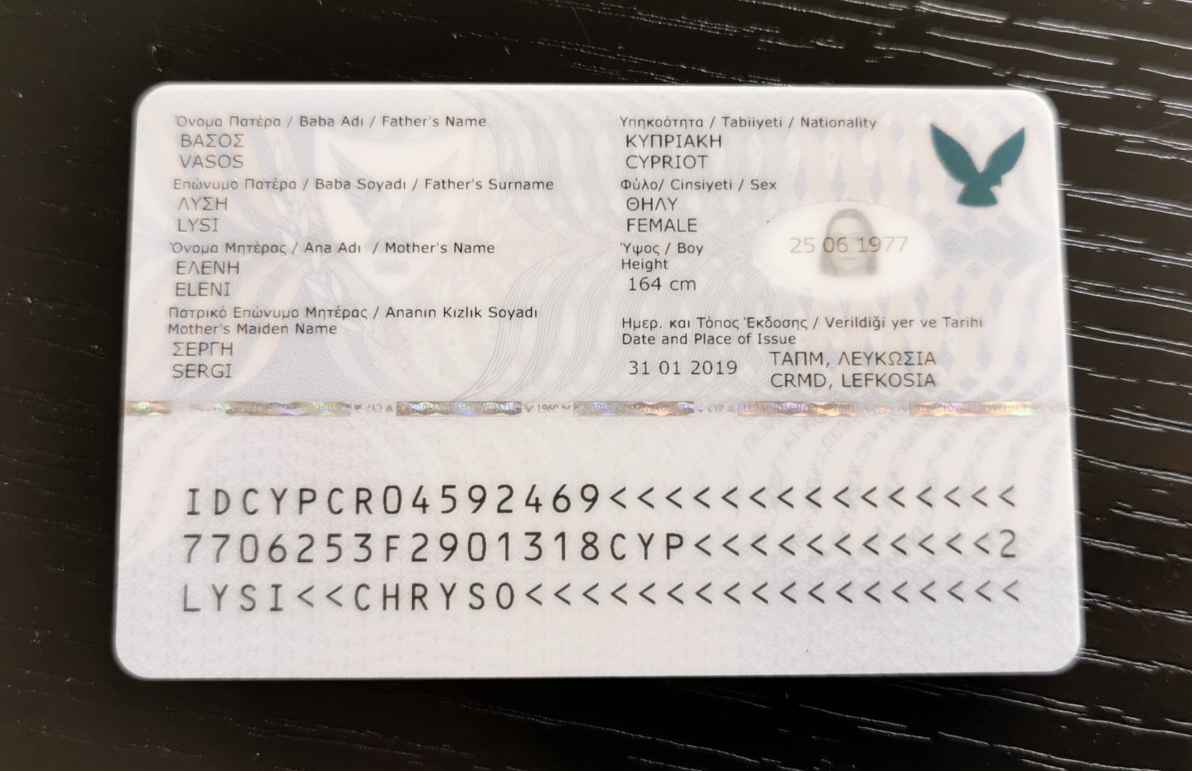 Όνομα Πατέρα / Baba Adı / Father's Name
ΒΑΣΟΣ
VASOS
Επώνυμο Πατέρα / Baba Soyadı / Father's Surname
ΛΥΣΗ
LYSI
Όνομα Μητέρας / Ana Adı / Mother's Name
ΕΛΕΝΗ
ELENI
Πατρικό Επώνυμο Μητέρας / Ananın Kızlık Soyadı
Mother's Maiden Name
ΣΕΡΓΗ
SERGI
Υπηκοότητα / Tabiiyeti / Nationality
ΚΥΠΡΙΑΚΗ
CYPRIOT
Φύλο/ Cinsiyeti / Sex
ΘΗΛΥ
FEMALE
Ύψος / Boy
Height
164 cm
25 06 1977
Ημερ. και Τόπος Έκδοσης / Verildiği yer ve Tarihi
Date and Place of Issue
31 01 2019
ΤΑΠΜ, ΛΕΥΚΩΣΙΑ
CRMD, LEFKOSIA
1960
IDCYPCR04592469<<<<<<<<<<<<<<<
7706253F2901318CYP<<<<<<<<<<<2
LYSI<<CHRYSO<<<<<<<<<<<<<<<<<<